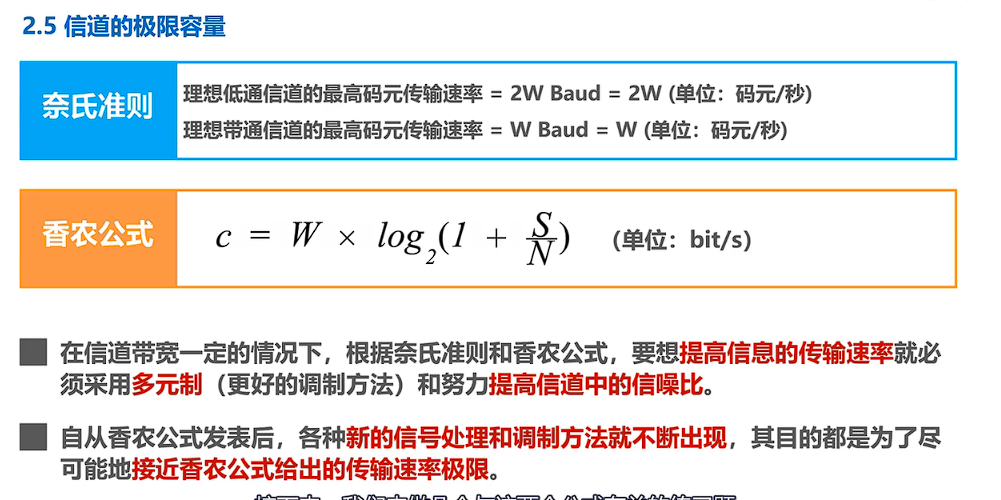 2.5 信道的极限容量
奈氏准则
理想低通信道的最高码元传输速率 = 2W Baud = 2W (单位：码元/秒)
理想带通信道的最高码元传输速率 = W Baud = W (单位：码元/秒)
香农公式
c = W × log₂(1 + S/N) （单位：bit/s）
在信道带宽一定的情况下，根据奈氏准则和香农公式，要想提高信息的传输速率就必
须采用多元制（更好的调制方法）和努力提高信道中的信噪比。
自从香农公式发表后，各种新的信号处理和调制方法就不断出现，其目的都是为了尽
可能地接近香农公式给出的传输速率极限。